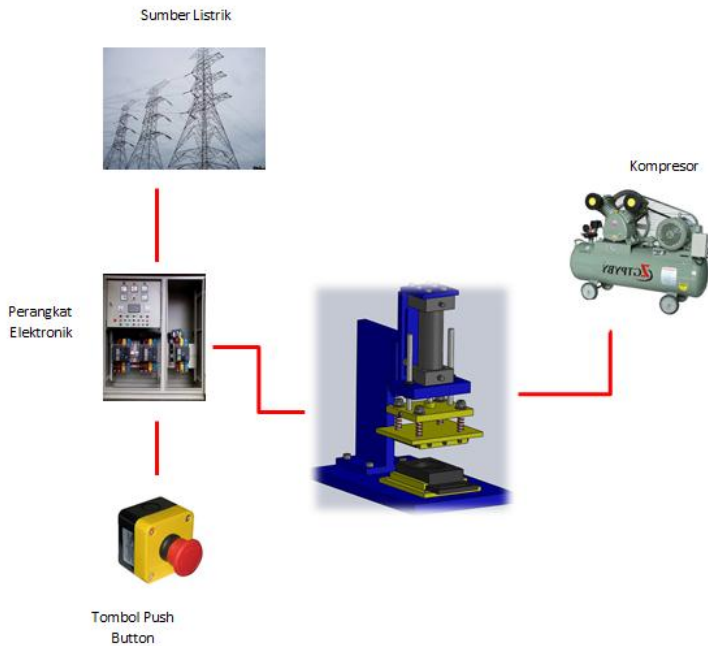 Sumber Listrik
Kompresor
Perangkat
Elektronik
Tombol Push
Button